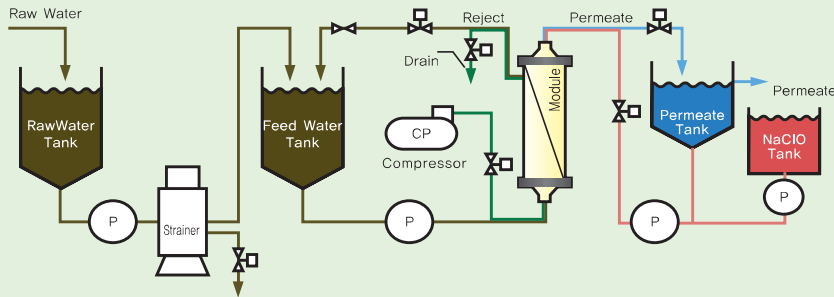 Raw Water
RawWater
Tank
P
Strainer
Feed Water
Tank
Reject
Drain
CP
Compressor
P
Module
Permeate
Permeate
Permeate
Tank
NaClO
Tank
P
P